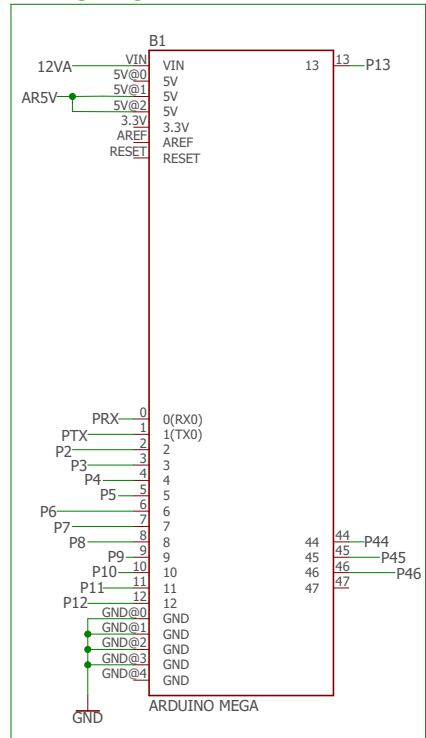 B1
12VA VIN VIN 13 13 P13
5V@0 5V
AR5V 5V@1 5V
5V@2 5V
3.3V 3.3V
AREF AREF
RESET RESET
PRX 0 0(RX0)
PTX 1 1(TX0)
P2 2 2
P3 3 3
P4 4 4
P5 5 5
P6 6 6
P7 7 7
P8 8 8 44 44 P44
P9 9 9 45 45 P45
P10 10 10 46 46 P46
P11 11 11 47 47
P12 12 12
GND@0 GND
GND@1 GND
GND@2 GND
GND@3 GND
GND@4 GND
GND ARDUINO MEGA